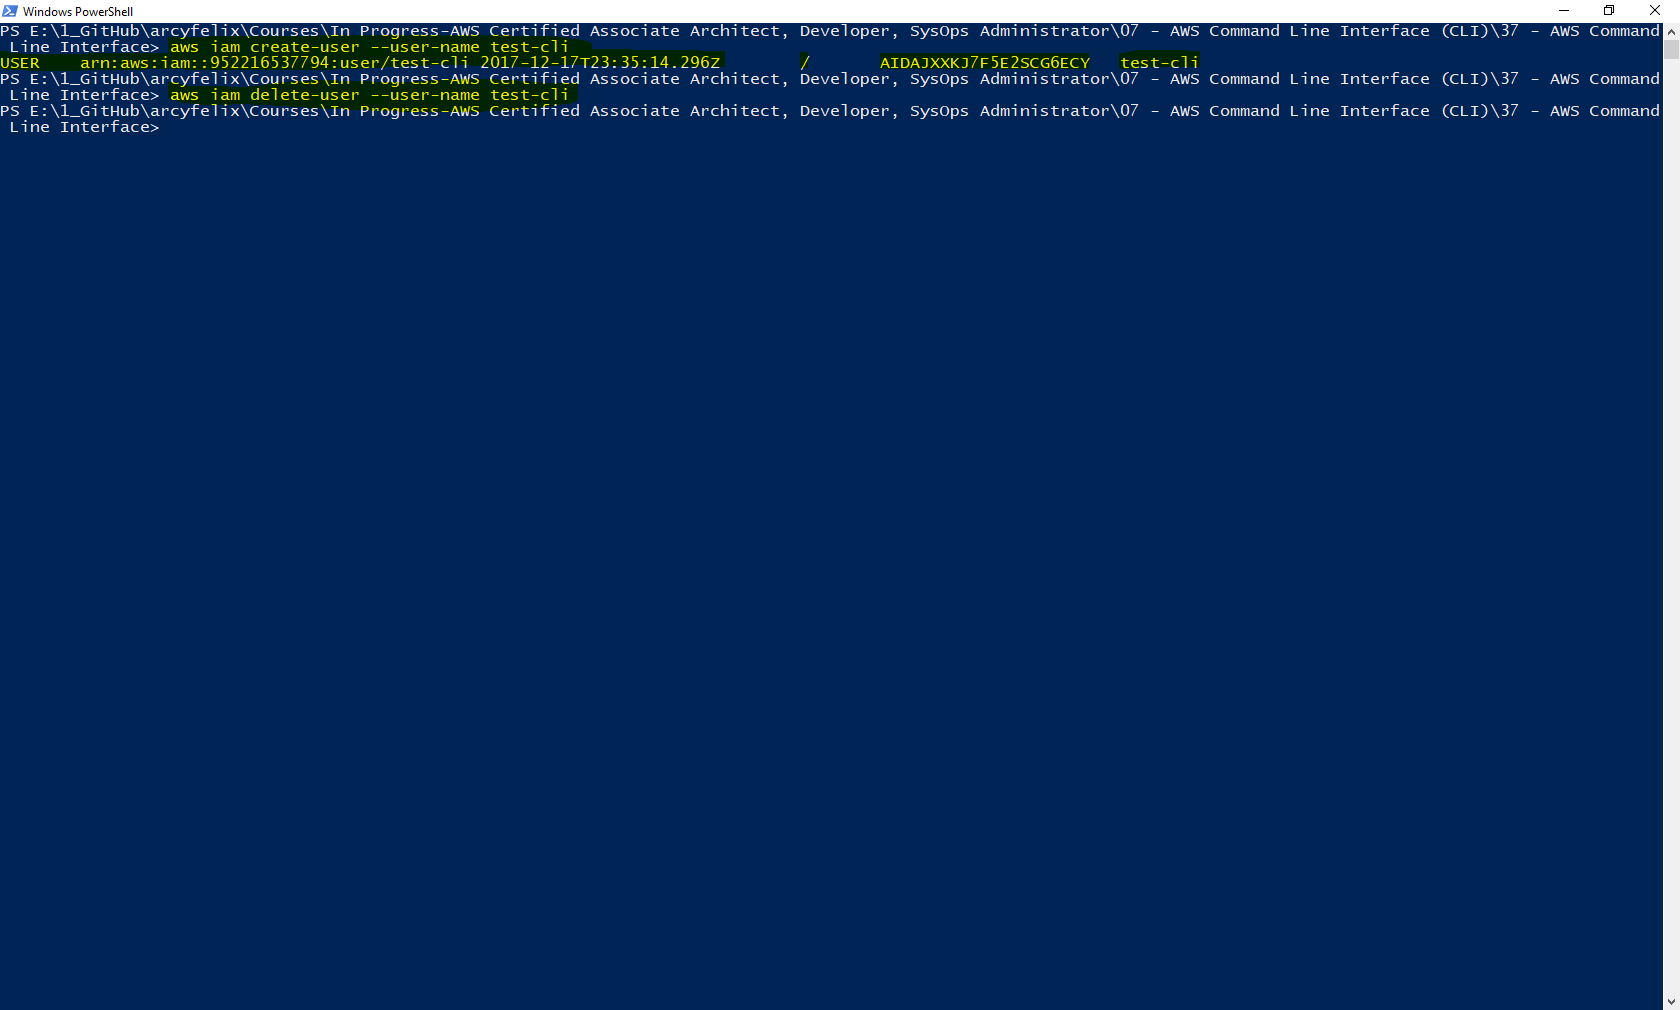 Windows PowerShell
PS E:\1_GitHub\arcyfelix\Courses\In Progress-AWS Certified Associate Architect, Developer, SysOps Administrator\07 - AWS Command Line Interface (CLI)\37 - AWS Command
Line Interface> aws iam create-user --user-name test-cli
USER arn:aws:iam::952216537794:user/test-cli 2017-12-17T23:35:14.296Z / AIDAJXXKJ7F5E2SCG6ECY test-cli
PS E:\1_GitHub\arcyfelix\Courses\In Progress-AWS Certified Associate Architect, Developer, SysOps Administrator\07 - AWS Command Line Interface (CLI)\37 - AWS Command
Line Interface> aws iam delete-user --user-name test-cli
PS E:\1_GitHub\arcyfelix\Courses\In Progress-AWS Certified Associate Architect, Developer, SysOps Administrator\07 - AWS Command Line Interface (CLI)\37 - AWS Command
Line Interface>